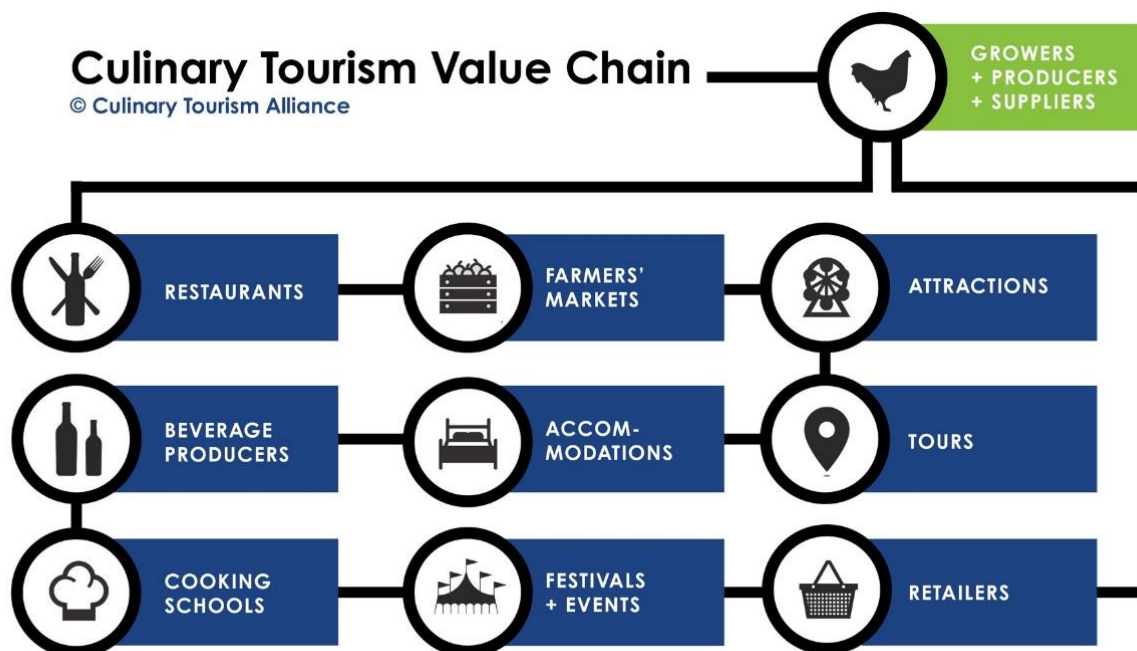 Culinary Tourism Value Chain
© Culinary Tourism Alliance
GROWERS
+ PRODUCERS
+ SUPPLIERS
RESTAURANTS
FARMERS'
MARKETS
ATTRACTIONS
BEVERAGE
PRODUCERS
ACCOM-
MODATIONS
TOURS
COOKING
SCHOOLS
FESTIVALS
+ EVENTS
RETAILERS